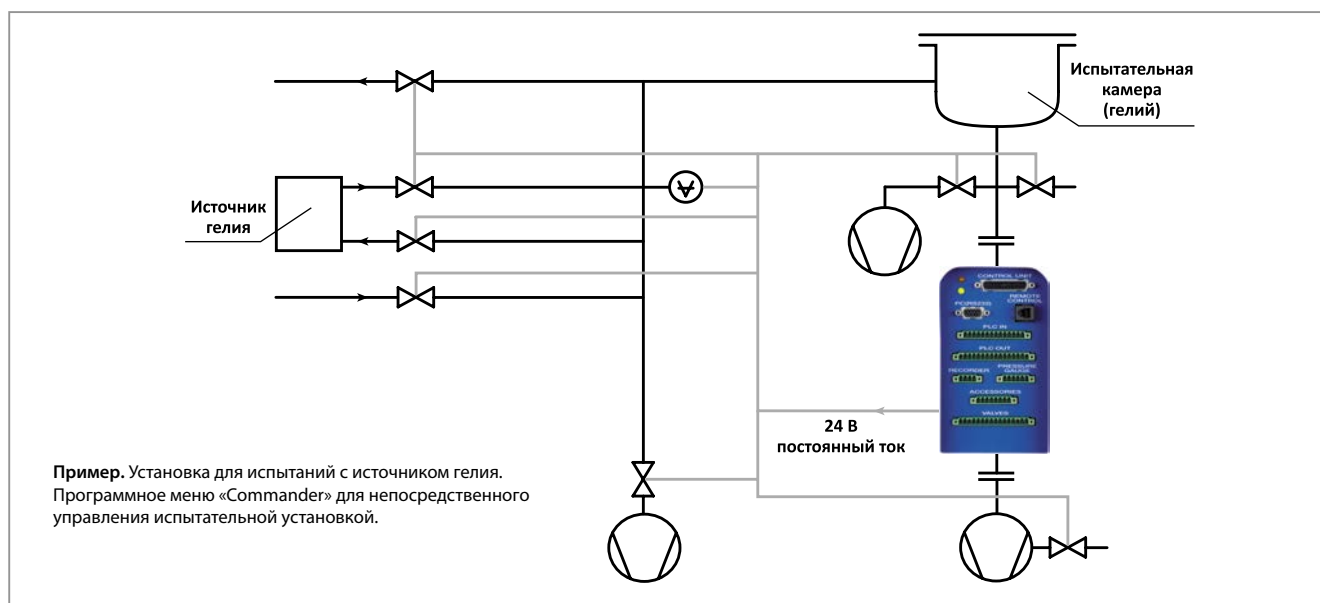 Испытательная
камера
(гелий)
Источник
гелия
CONTROL UNIT
PC/RS232
REMOTE
CONTROL
PLC IN
PLC OUT
RECORDER
PRESSURE
GAUGE
ACCESSORIES
VALVES
24 В
постоянный ток
Пример. Установка для испытаний с источником гелия.
Программное меню «Commander» для непосредственного
управления испытательной установкой.